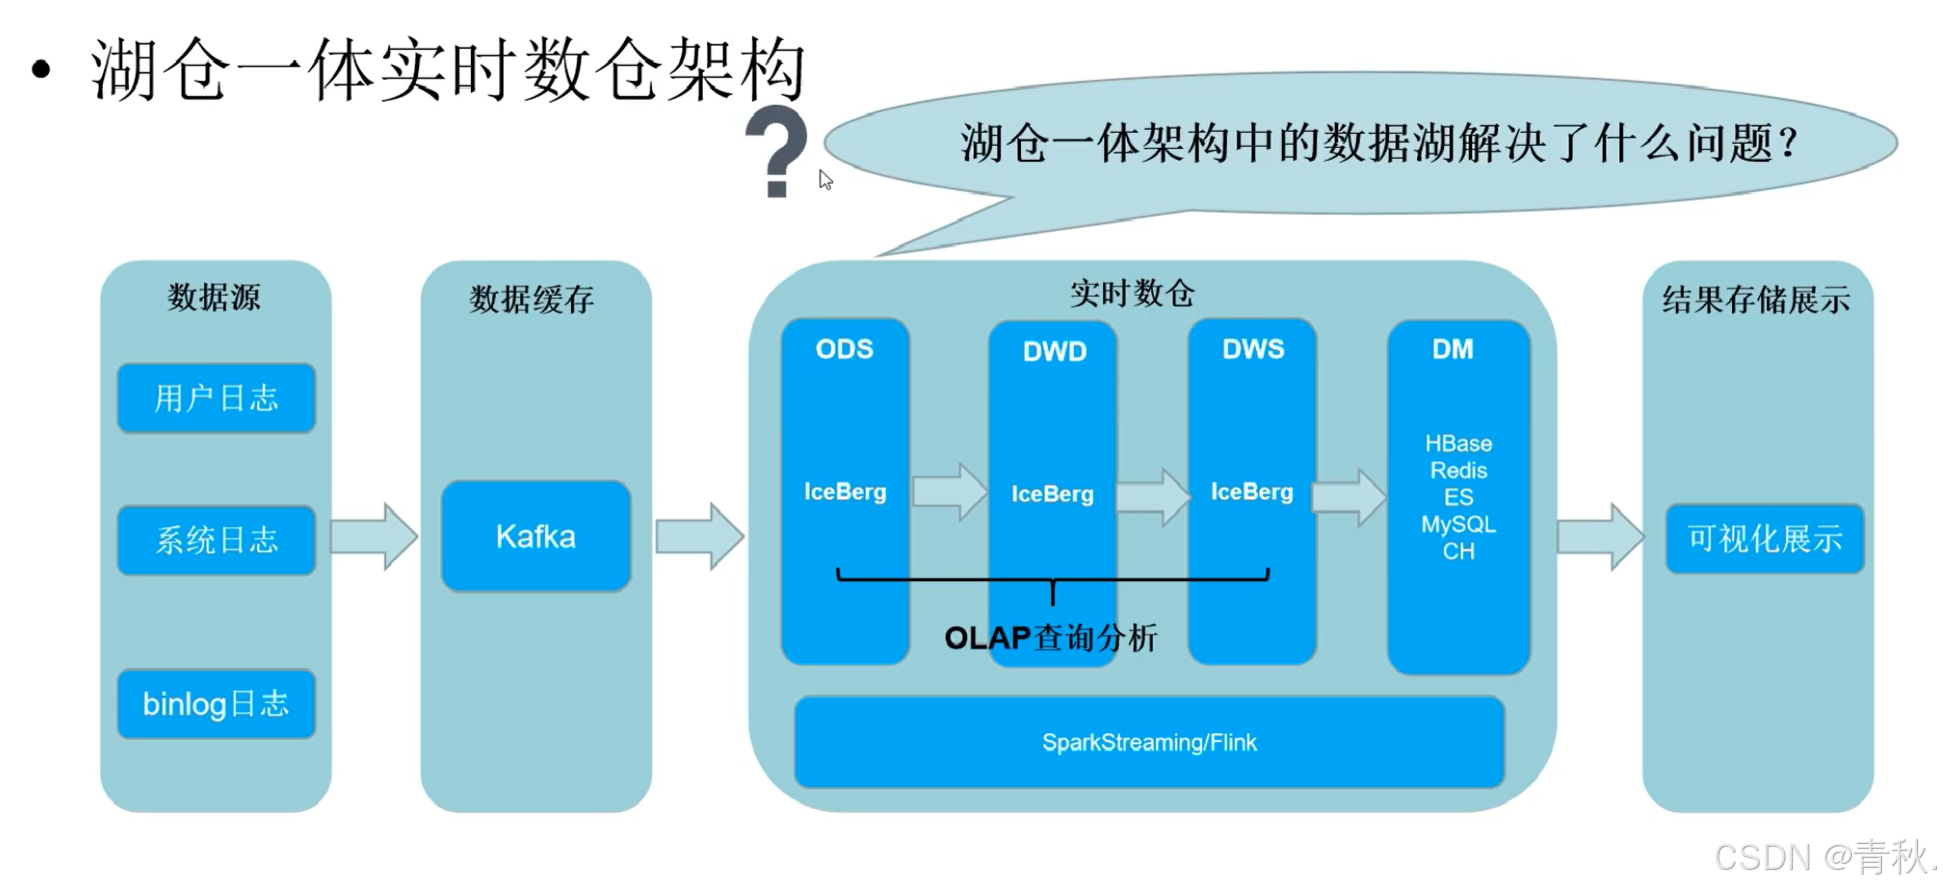 • 湖仓一体实时数仓架构
?
湖仓一体架构中的数据湖解决了什么问题？
数据源
用户日志
系统日志
binlog日志
数据缓存
Kafka
实时数仓
ODS
IceBerg
DWD
IceBerg
DWS
IceBerg
DM
HBase
Redis
ES
MySQL
CH
OLAP查询分析
SparkStreaming/Flink
结果存储展示
可视化展示
CSDN @青秋.